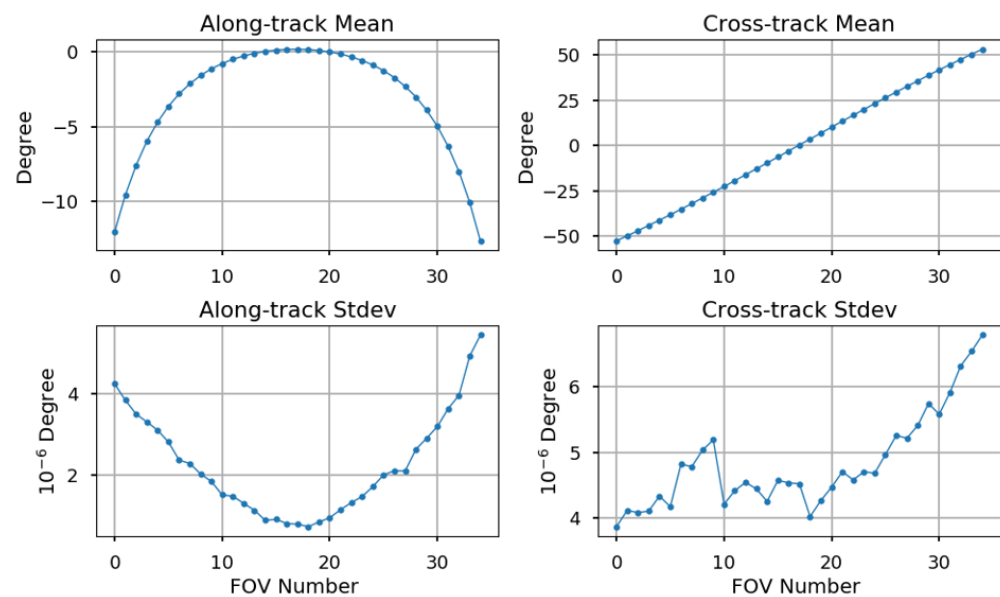 Along-track Mean
Degree
0
−5
−10
0 10 20 30
Cross-track Mean
Degree
50
25
0
−25
−50
0 10 20 30
Along-track Stdev
10⁻⁶ Degree
4
2
0 10 20 30
FOV Number
Cross-track Stdev
10⁻⁶ Degree
6
5
4
0 10 20 30
FOV Number